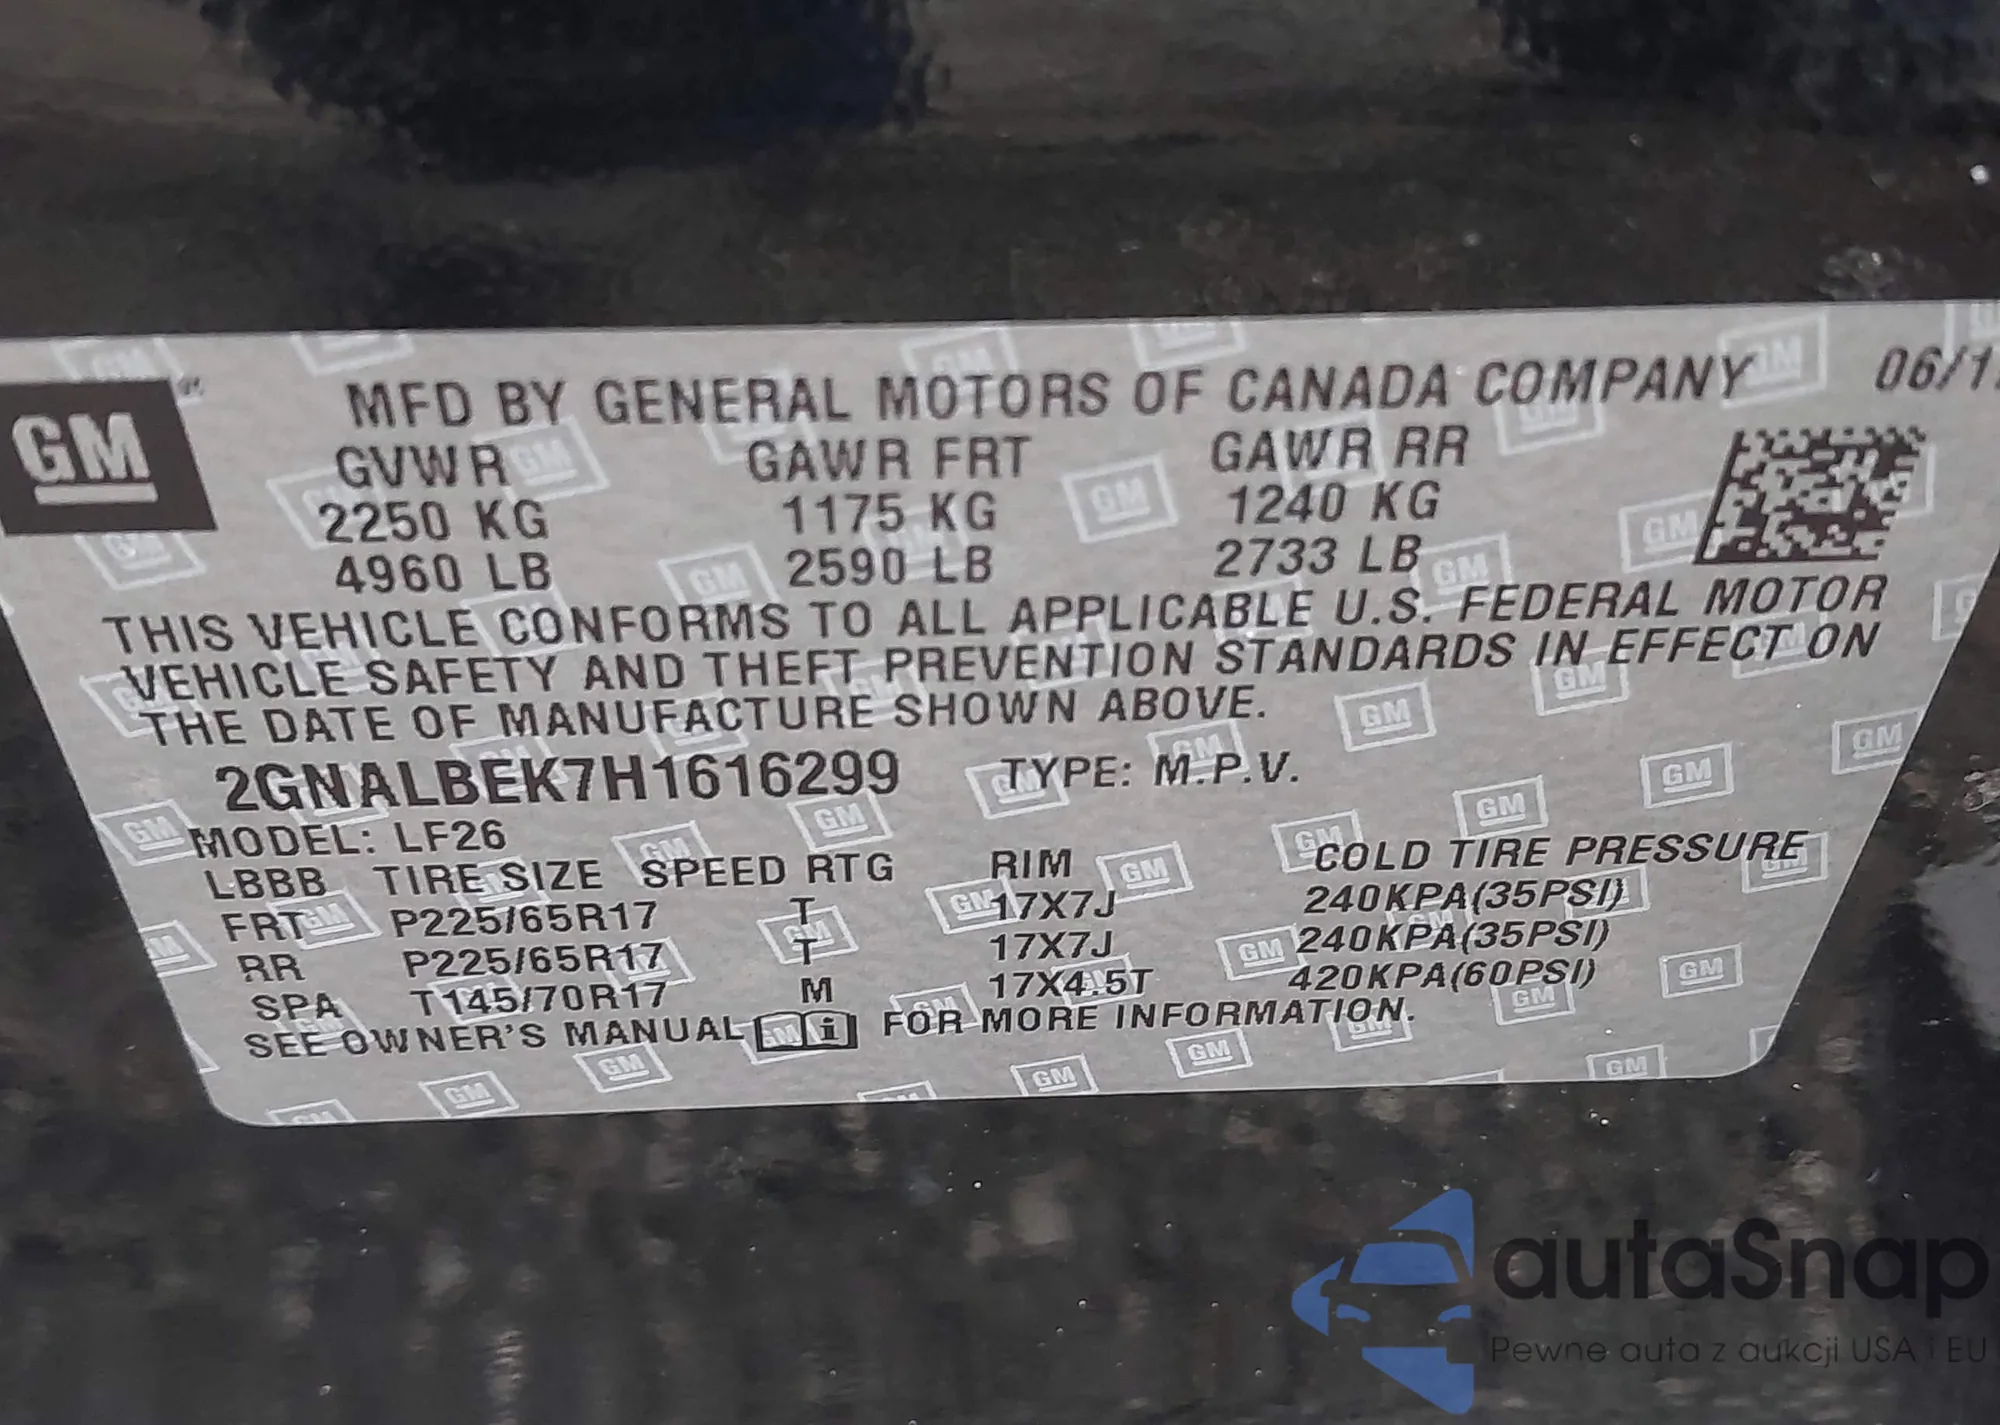 GM
MFD BY GENERAL MOTORS OF CANADA COMPANY 06/1
GVWR GAWR FRT GAWR RR
2250 KG 1175 KG 1240 KG
4960 LB 2590 LB 2733 LB
THIS VEHICLE CONFORMS TO ALL APPLICABLE U.S. FEDERAL MOTOR
VEHICLE SAFETY AND THEFT PREVENTION STANDARDS IN EFFECT ON
THE DATE OF MANUFACTURE SHOWN ABOVE.
2GNALBEK7H1616299 TYPE: M.P.V.
MODEL: LF26
LBBB TIRE SIZE SPEED RTG RIM COLD TIRE PRESSURE
FRT P225/65R17 T 17X7J 240KPA(35PSI)
RR P225/65R17 T 17X7J 240KPA(35PSI)
SPA T145/70R17 M 17X4.5T 420KPA(60PSI)
SEE OWNER'S MANUAL i FOR MORE INFORMATION.
autaSnap
Pewne auta z aukcji USA i EU